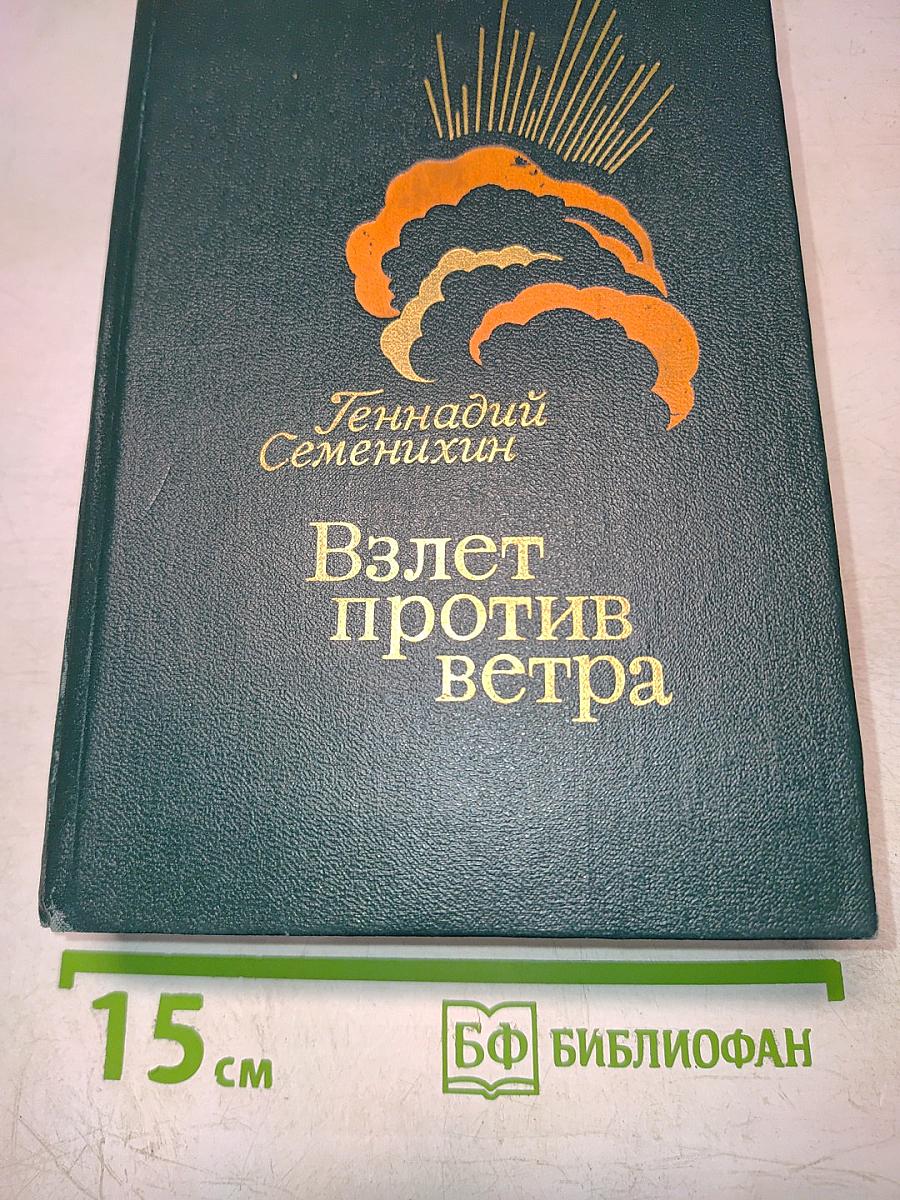 Геннадий
Семенихин
Взлет
против
ветра
15 см
БФ БИБЛИОФАН